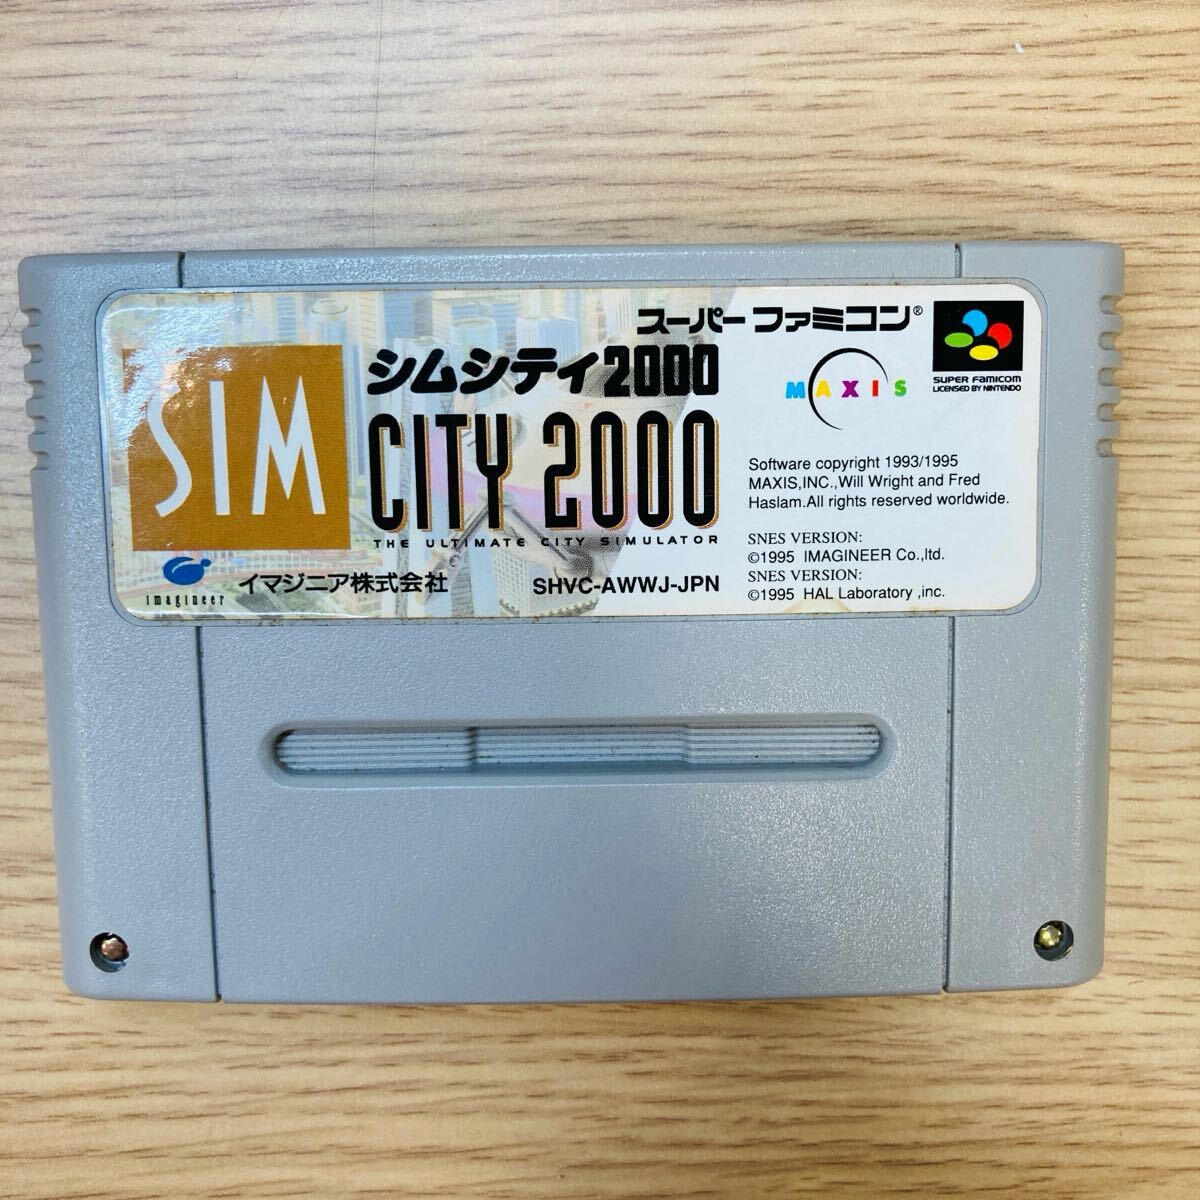 スーパーファミコン®
シムシティ2000
SIM
CITY 2000
THE ULTIMATE CITY SIMULATOR
MAXIS
SUPER FAMICOM
LICENSED BY NINTENDO
Software copyright 1993/1995
MAXIS,INC.,Will Wright and Fred
Haslam.All rights reserved worldwide.
SNES VERSION:
©1995 IMAGINEER Co.,ltd.
SNES VERSION:
©1995 HAL Laboratory ,inc.
imagineer
イマジニア株式会社
SHVC-AWWJ-JPN